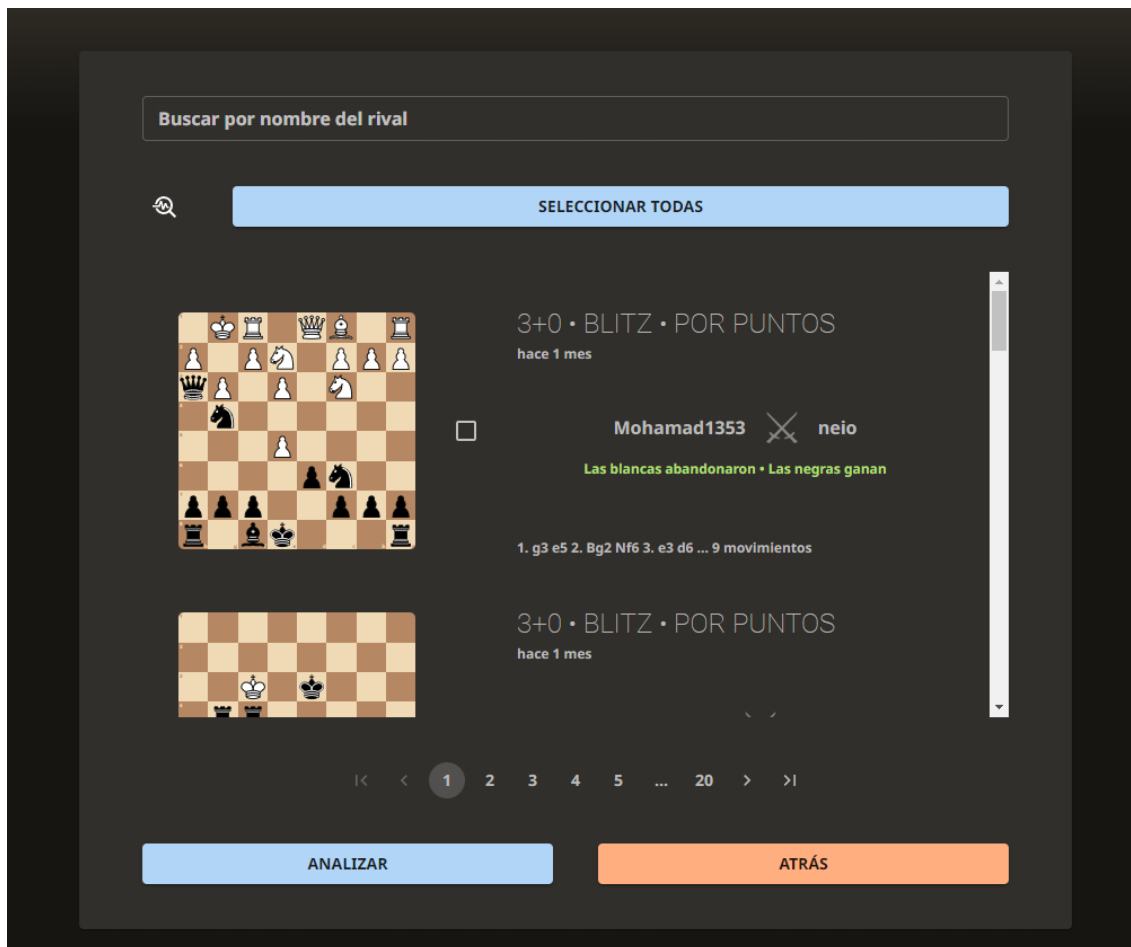 Buscar por nombre del rival
SELECCIONAR TODAS
3+0 • BLITZ • POR PUNTOS
hace 1 mes
Mohamad1353 neio
Las blancas abandonaron • Las negras ganan
1. g3 e5 2. Bg2 Nf6 3. e3 d6 ... 9 movimientos
3+0 • BLITZ • POR PUNTOS
hace 1 mes
1 2 3 4 5 ... 20
ANALIZAR ATRÁS